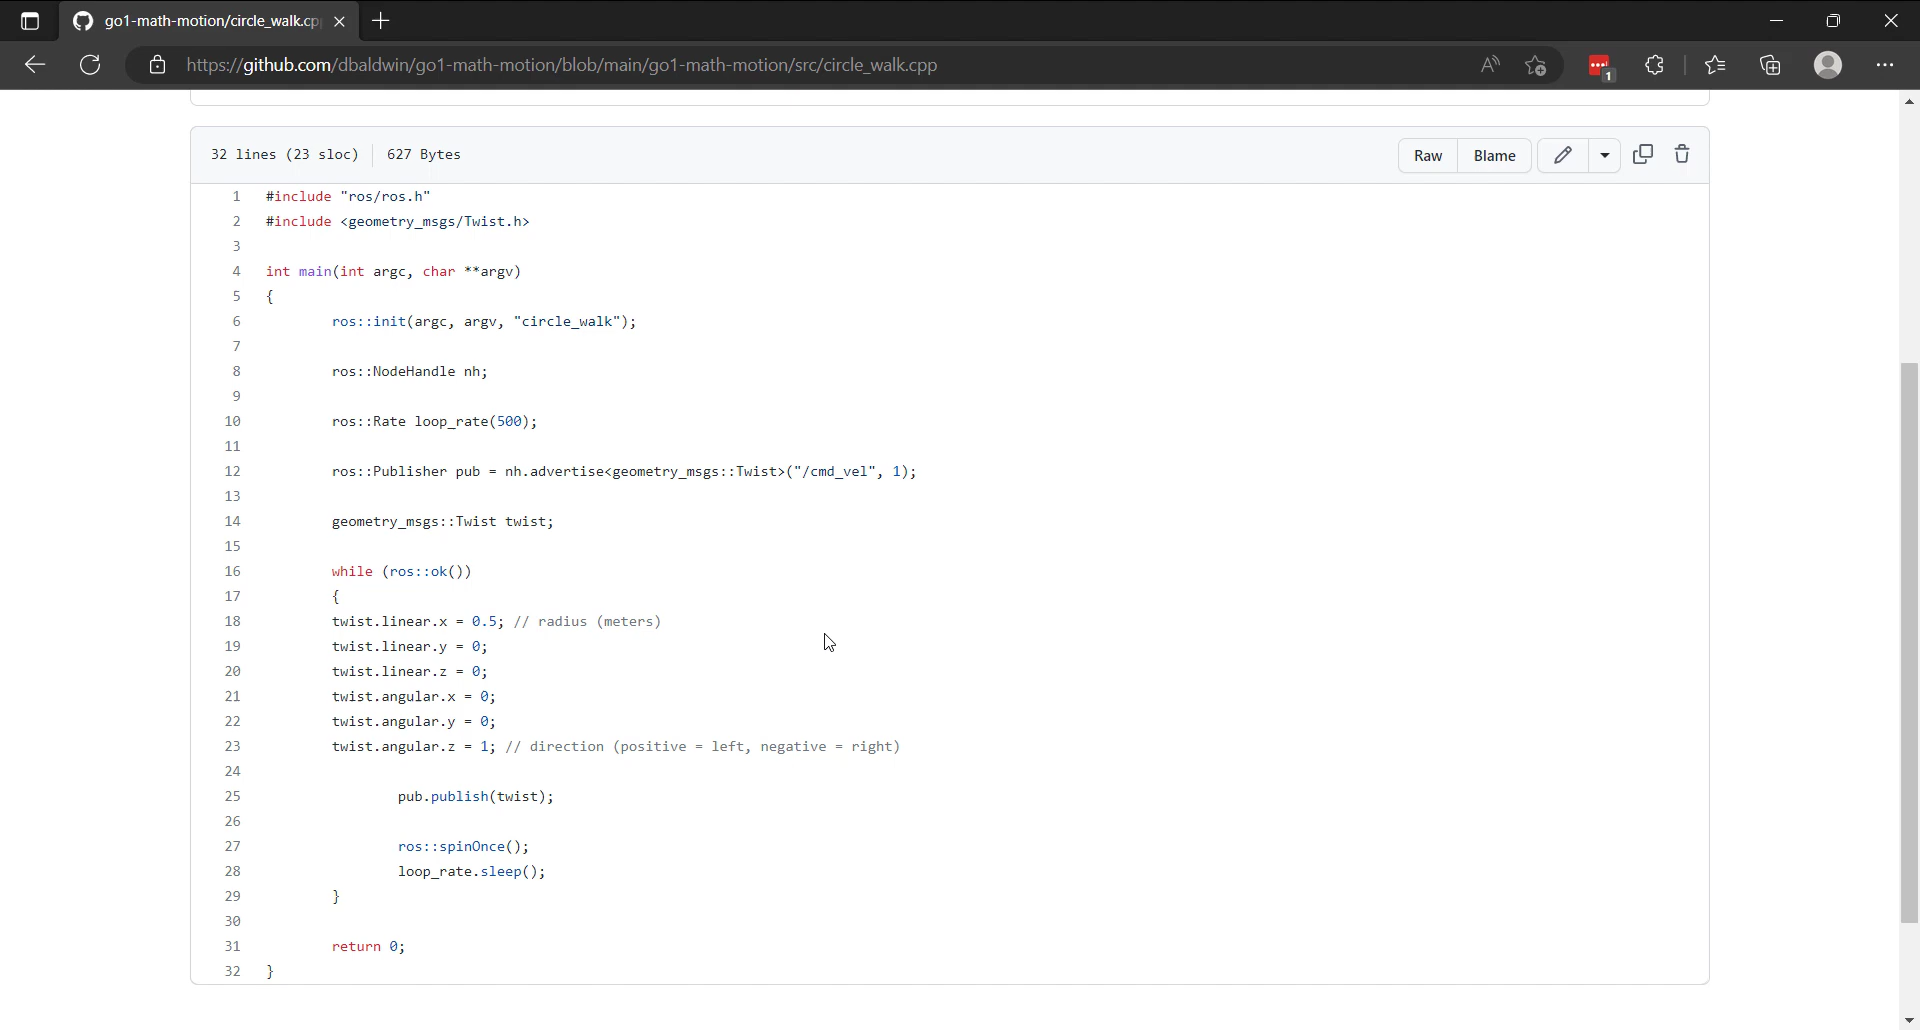 go1-math-motion/circle_walk.cp
https://github.com/dbaldwin/go1-math-motion/blob/main/go1-math-motion/src/circle_walk.cpp
1
32 lines (23 sloc) 627 Bytes
Raw Blame
1 #include "ros/ros.h"
2 #include <geometry_msgs/Twist.h>
3
4 int main(int argc, char **argv)
5 {
6 ros::init(argc, argv, "circle_walk");
7
8 ros::NodeHandle nh;
9
10 ros::Rate loop_rate(500);
11
12 ros::Publisher pub = nh.advertise<geometry_msgs::Twist>("/cmd_vel", 1);
13
14 geometry_msgs::Twist twist;
15
16 while (ros::ok())
17 {
18 twist.linear.x = 0.5; // radius (meters)
19 twist.linear.y = 0;
20 twist.linear.z = 0;
21 twist.angular.x = 0;
22 twist.angular.y = 0;
23 twist.angular.z = 1; // direction (positive = left, negative = right)
24
25 pub.publish(twist);
26
27 ros::spinOnce();
28 loop_rate.sleep();
29 }
30
31 return 0;
32 }